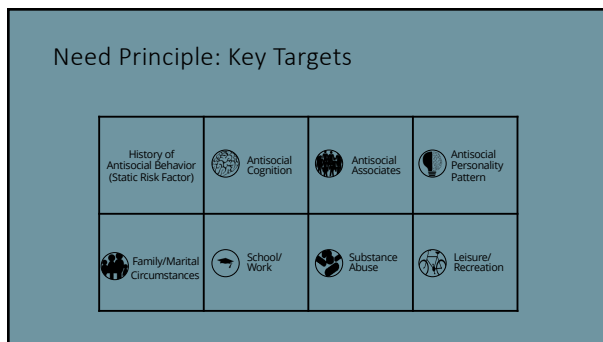 Need Principle: Key Targets
History of
Antisocial Behavior
(Static Risk Factor)
Antisocial
Cognition
Antisocial
Associates
Antisocial
Personality
Pattern
Family/Marital
Circumstances
School/
Work
Substance
Abuse
Leisure/
Recreation